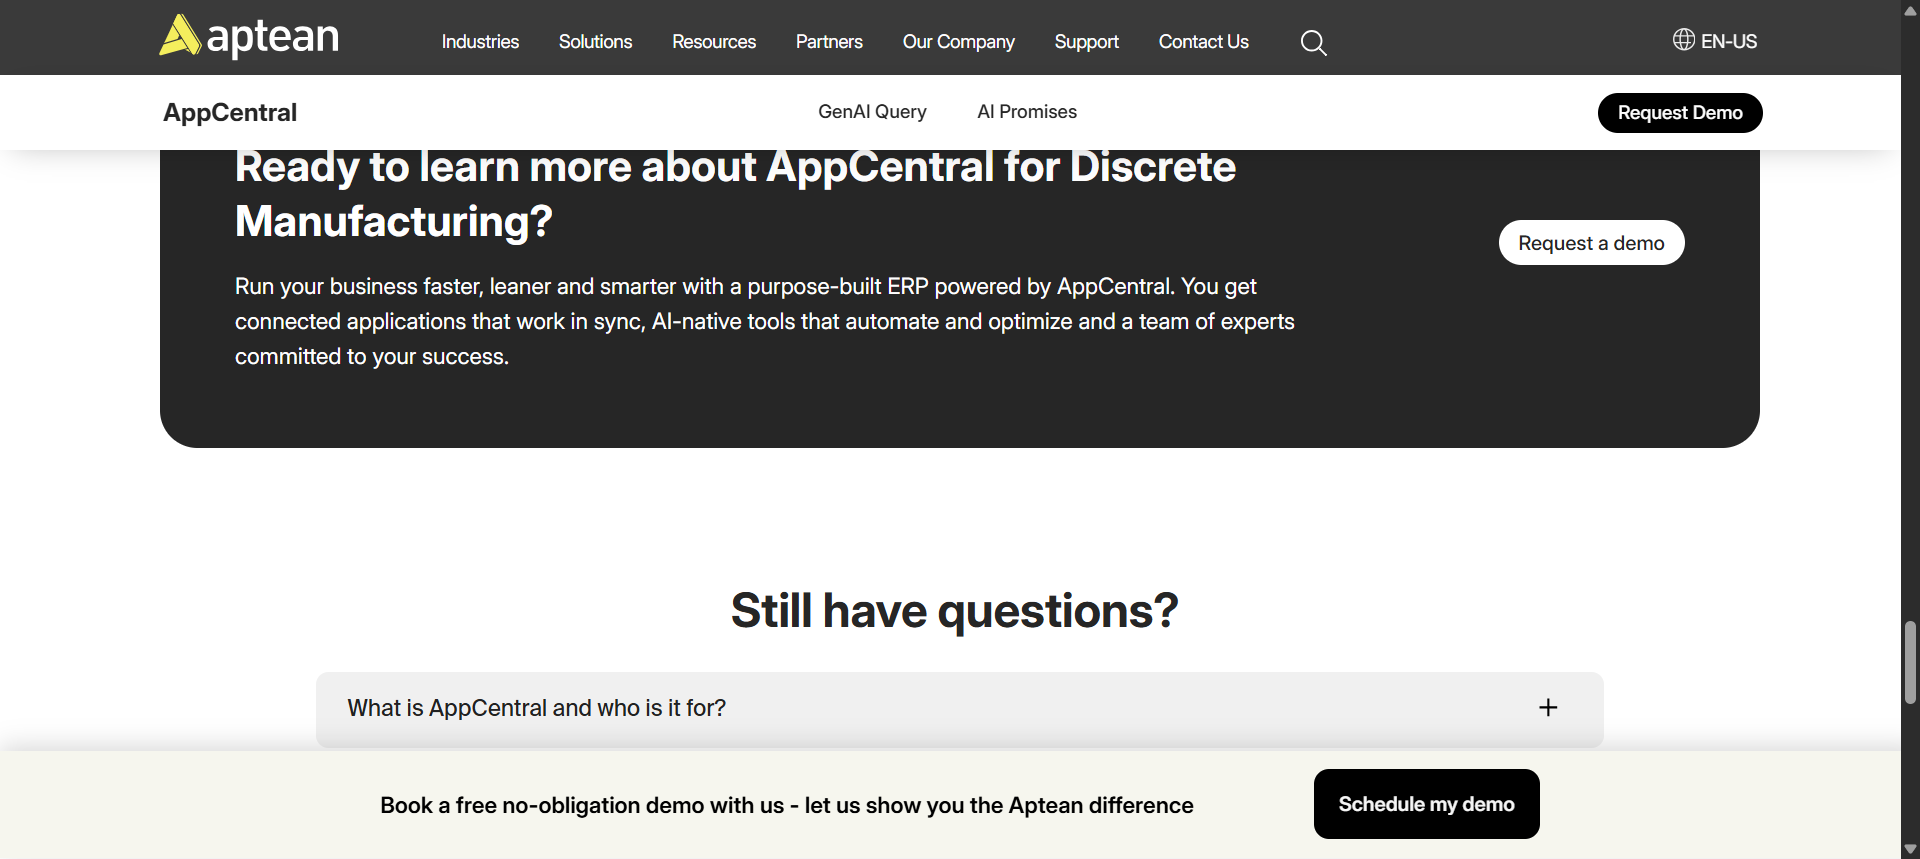 aptean
Industries Solutions Resources Partners Our Company Support Contact Us EN-US
AppCentral GenAI Query AI Promises Request Demo
Ready to learn more about AppCentral for Discrete
Manufacturing?
Request a demo
Run your business faster, leaner and smarter with a purpose-built ERP powered by AppCentral. You get
connected applications that work in sync, AI-native tools that automate and optimize and a team of experts
committed to your success.
Still have questions?
What is AppCentral and who is it for? +
Book a free no-obligation demo with us - let us show you the Aptean difference Schedule my demo